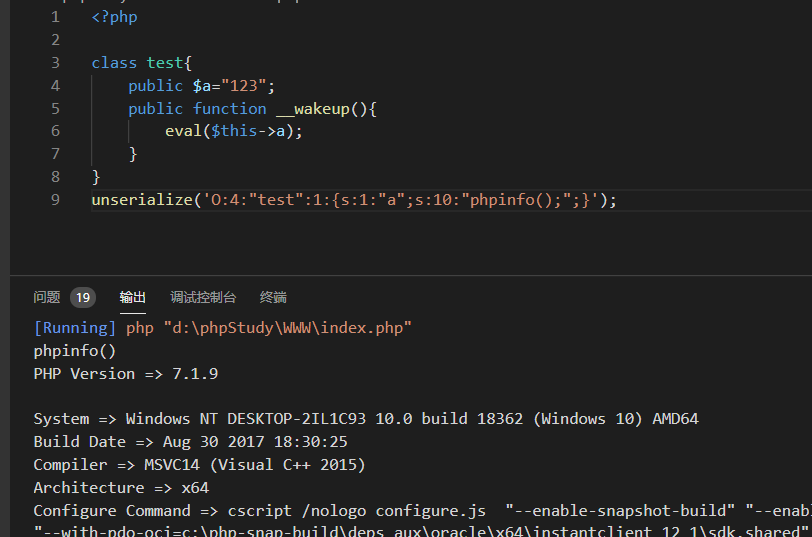 1 <?php
2
3 class test{
4 public $a="123";
5 public function __wakeup(){
6 eval($this->a);
7 }
8 }
9 unserialize('O:4:"test":1:{s:1:"a";s:10:"phpinfo();";}');
问题 19 输出 调试控制台 终端
[Running] php "d:\phpStudy\WWW\index.php"
phpinfo()
PHP Version => 7.1.9
System => Windows NT DESKTOP-2IL1C93 10.0 build 18362 (Windows 10) AMD64
Build Date => Aug 30 2017 18:30:25
Compiler => MSVC14 (Visual C++ 2015)
Architecture => x64
Configure Command => cscript /nologo configure.js "--enable-snapshot-build" "--enabl
"--with-pdo-oci=c:\php-snap-build\deps_aux\oracle\x64\instantclient_12_1\sdk,shared"